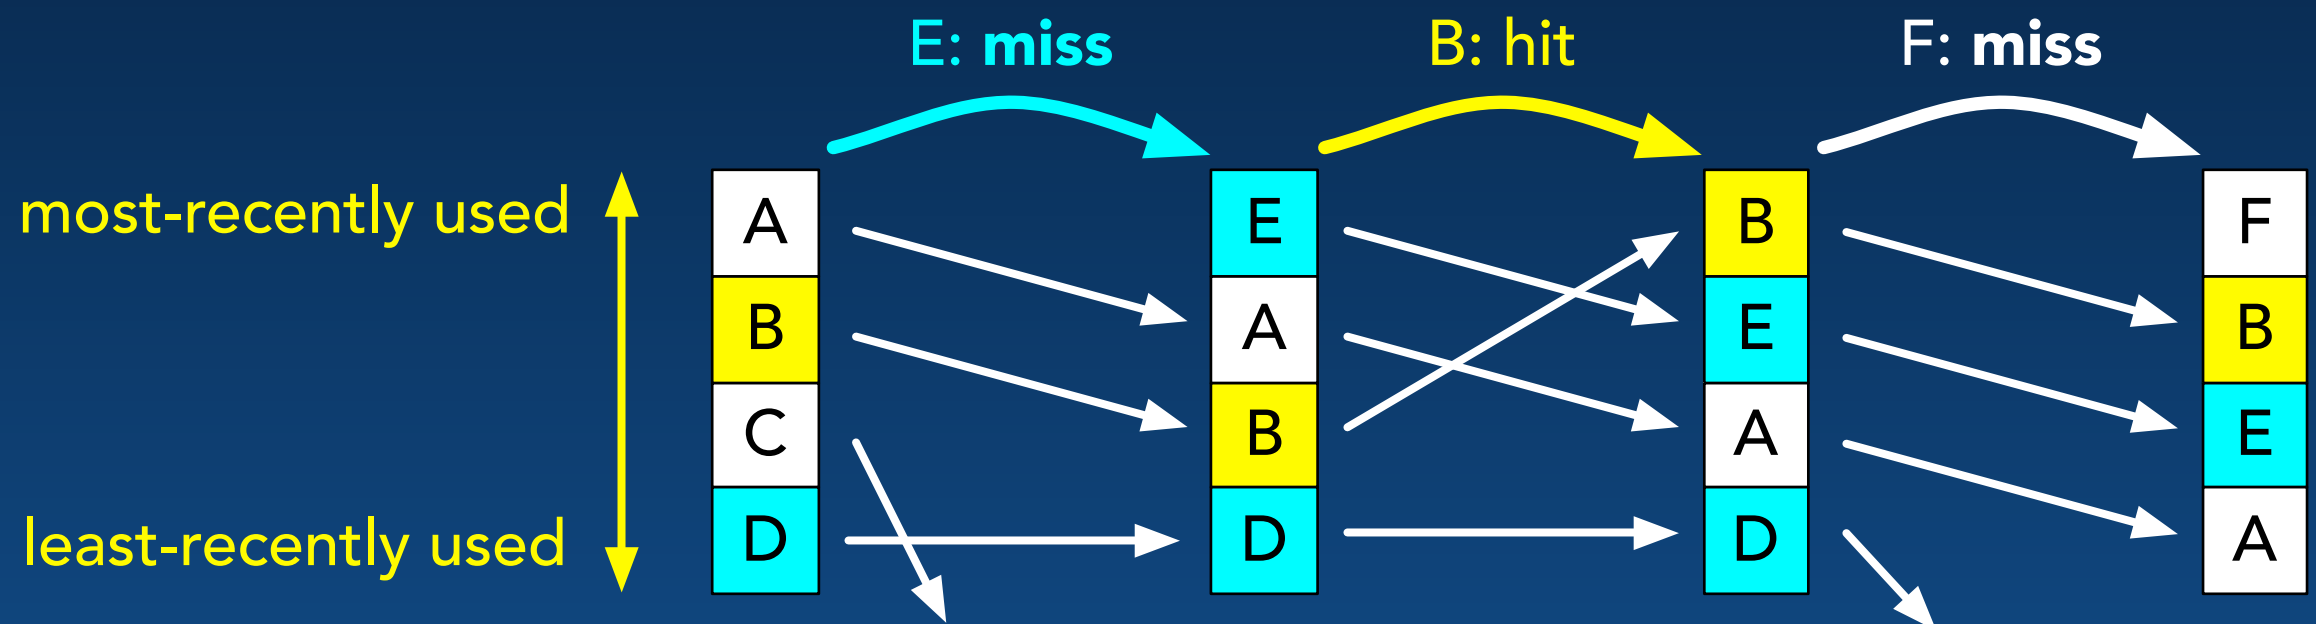 E: miss B: hit F: miss
most-recently used A E B F
B A E B
C B A E
least-recently used D D D A